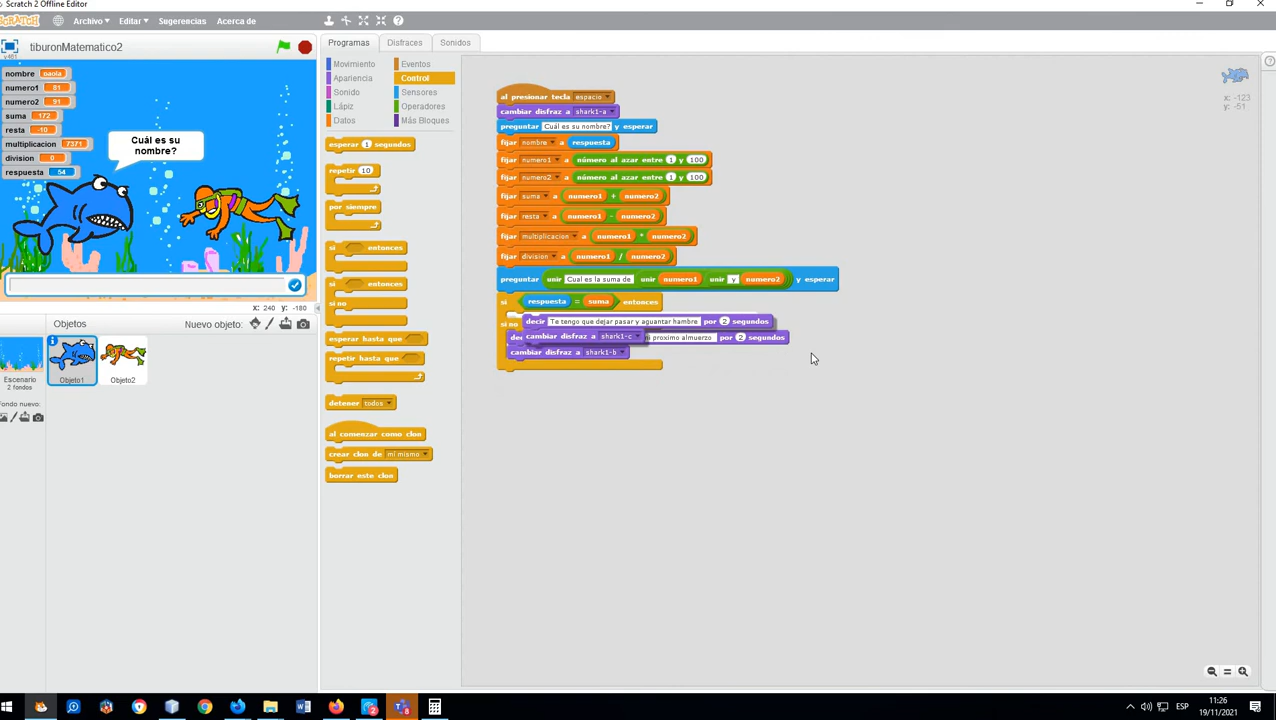 Scratch 2 Offline Editor
SCRATCH Archivo Editar Sugerencias Acerca de
tiburonMatematico2
y461
nombre paola
numero1 81
numero2 91
suma 172
resta -10
multiplicacion 7371
division 0
respuesta 54
Cuál es su
nombre?
x: 240 y: -180
Objetos
Nuevo objeto:
Escenario
2 fondos
Fondo nuevo:
Objeto1
Objeto2
Programas
Disfraces
Sonidos
Movimiento
Apariencia
Sonido
Lápiz
Datos
Eventos
Control
Sensores
Operadores
Más Bloques
esperar 1 segundos
repetir 10
por siempre
si entonces
si entonces
si no
esperar hasta que
repetir hasta que
detener todos
al comenzar como clon
crear clon de mí mismo
borrar este clon
al presionar tecla espacio
cambiar disfraz a shark1-a
preguntar Cuál es su nombre? y esperar
fijar nombre a respuesta
fijar numero1 a número al azar entre 1 y 100
fijar numero2 a número al azar entre 1 y 100
fijar suma a numero1 + numero2
fijar resta a numero1 - numero2
fijar multiplicacion a numero1 * numero2
fijar division a numero1 / numero2
preguntar unir Cual es la suma de unir numero1 unir y numero2 y esperar
si respuesta = suma entonces
decir Te tengo que dejar pasar y aguantar hambre por 2 segundos
si no
cambiar disfraz a shark1-c
proximo almuerzo por 2 segundos
cambiar disfraz a shark1-b
x: -123
y: -51
ESP
11:26
19/11/2021